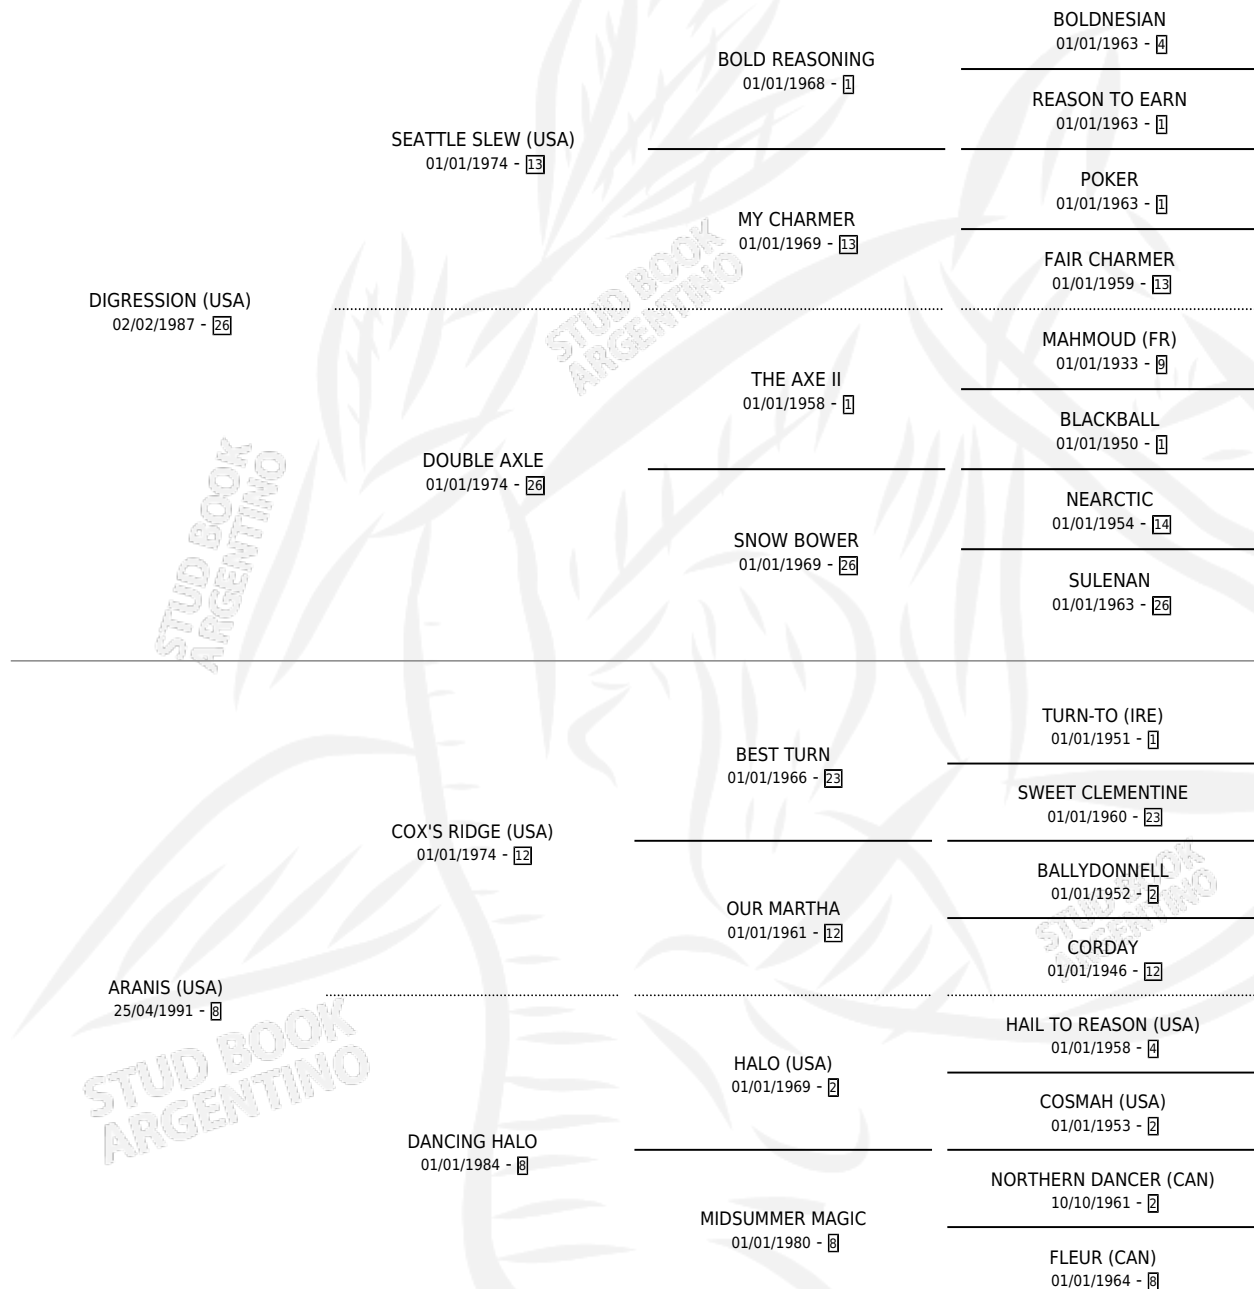 BOLDNESIAN
01/01/1963 - 4
BOLD REASONING
01/01/1968 - 1
REASON TO EARN
01/01/1963 - 1
SEATTLE SLEW (USA)
01/01/1974 - 13
POKER
01/01/1963 - 1
MY CHARMER
01/01/1969 - 13
FAIR CHARMER
01/01/1959 - 13
DIGRESSION (USA)
02/02/1987 - 26
MAHMOUD (FR)
01/01/1933 - 9
THE AXE II
01/01/1958 - 1
BLACKBALL
01/01/1950 - 1
DOUBLE AXLE
01/01/1974 - 26
NEARCTIC
01/01/1954 - 14
SNOW BOWER
01/01/1969 - 26
SULENAN
01/01/1963 - 26
TURN-TO (IRE)
01/01/1951 - 1
BEST TURN
01/01/1966 - 23
SWEET CLEMENTINE
01/01/1960 - 23
COX'S RIDGE (USA)
01/01/1974 - 12
BALLYDONNELL
01/01/1952 - 2
OUR MARTHA
01/01/1961 - 12
CORDAY
01/01/1946 - 12
ARANIS (USA)
25/04/1991 - 8
HAIL TO REASON (USA)
01/01/1958 - 4
HALO (USA)
01/01/1969 - 2
COSMAH (USA)
01/01/1953 - 2
DANCING HALO
01/01/1984 - 8
NORTHERN DANCER (CAN)
10/10/1961 - 2
MIDSUMMER MAGIC
01/01/1980 - 8
FLEUR (CAN)
01/01/1964 - 8
STUD BOOK
ARGENTINO
STUD BOOK
ARGENTINO
STUD BOOK
ARGENTINO
STUD BOOK
ARGENTINO